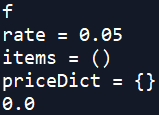 f
rate = 0.05
items = ()
priceDict = {}
0.0